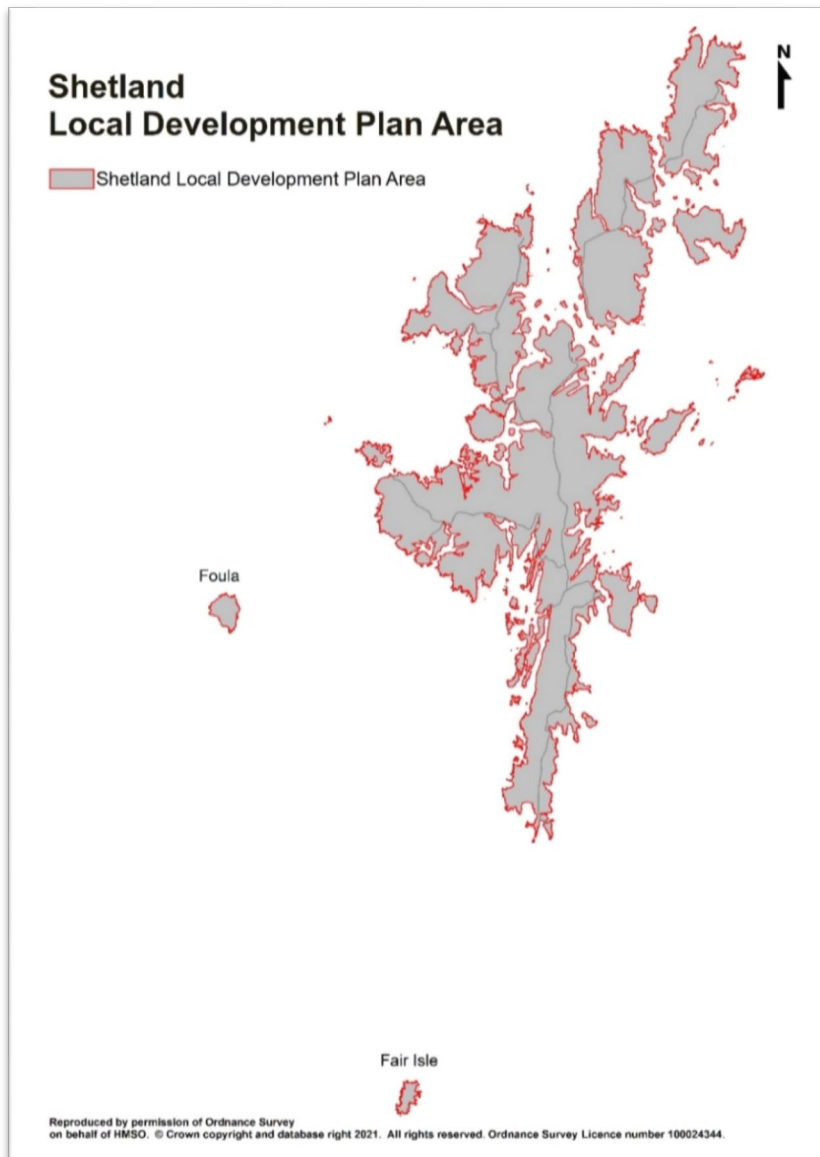 Shetland
Local Development Plan Area
N
Shetland Local Development Plan Area
Foula
Fair Isle
Reproduced by permission of Ordnance Survey
on behalf of HMSO. © Crown copyright and database right 2021. All rights reserved. Ordnance Survey Licence number 100024344.